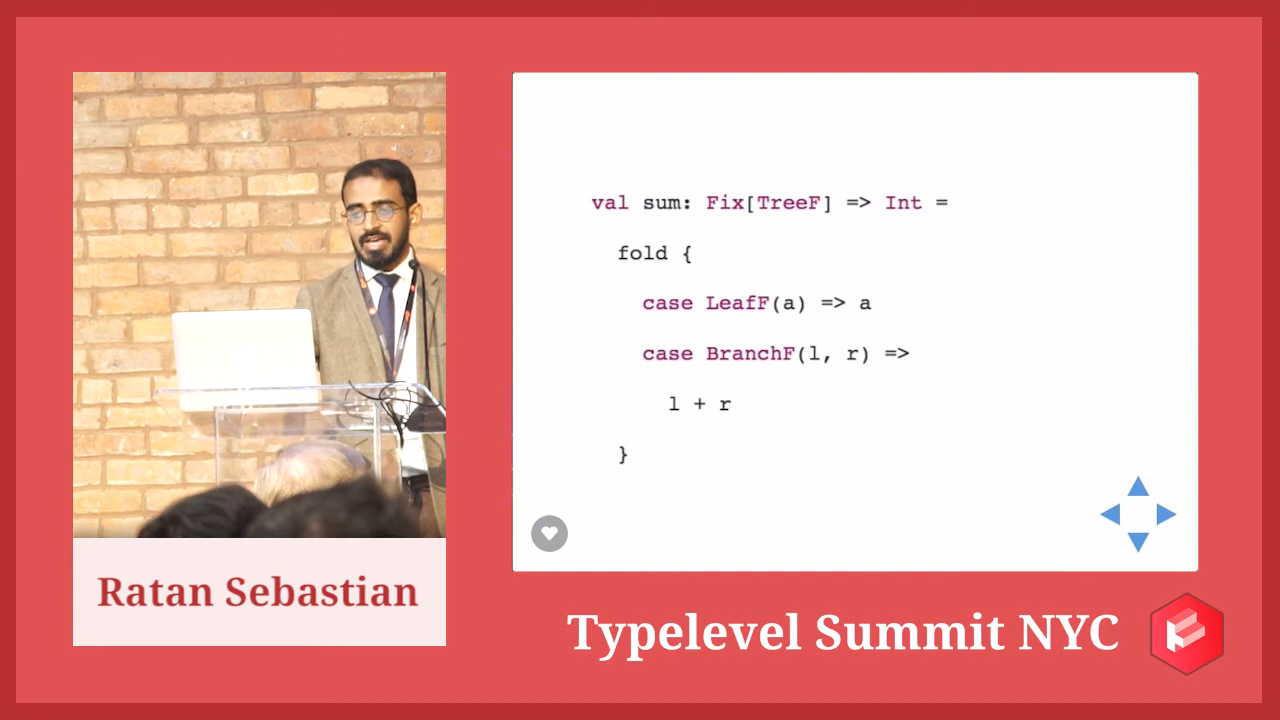 val sum: Fix[TreeF] => Int =
fold {
case LeafF(a) => a
case BranchF(l, r) =>
l + r
}
Ratan Sebastian
Typelevel Summit NYC